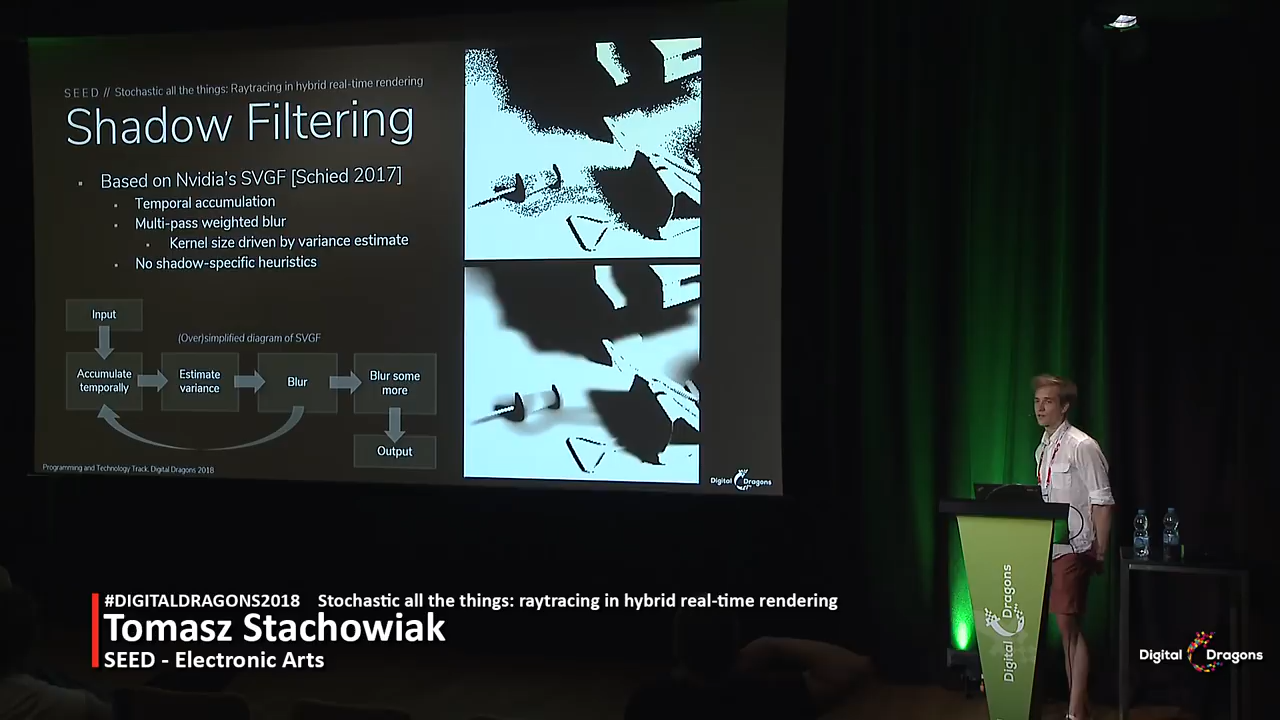 SEED // Stochastic all the things: Raytracing in hybrid real-time rendering
Shadow Filtering
Based on Nvidia's SVGF [Schied 2017]
Temporal accumulation
Multi-pass weighted blur
Kernel size driven by variance estimate
No shadow-specific heuristics
Input
(Over)simplified diagram of SVGF
Accumulate
temporally
Estimate
variance
Blur
Blur some
more
Output
Programming and Technology Track, Digital Dragons 2018
Digital Dragons
#DIGITALDRAGONS2018 Stochastic all the things: raytracing in hybrid real-time rendering
Tomasz Stachowiak
SEED - Electronic Arts
Digital Dragons
Digital Dragons